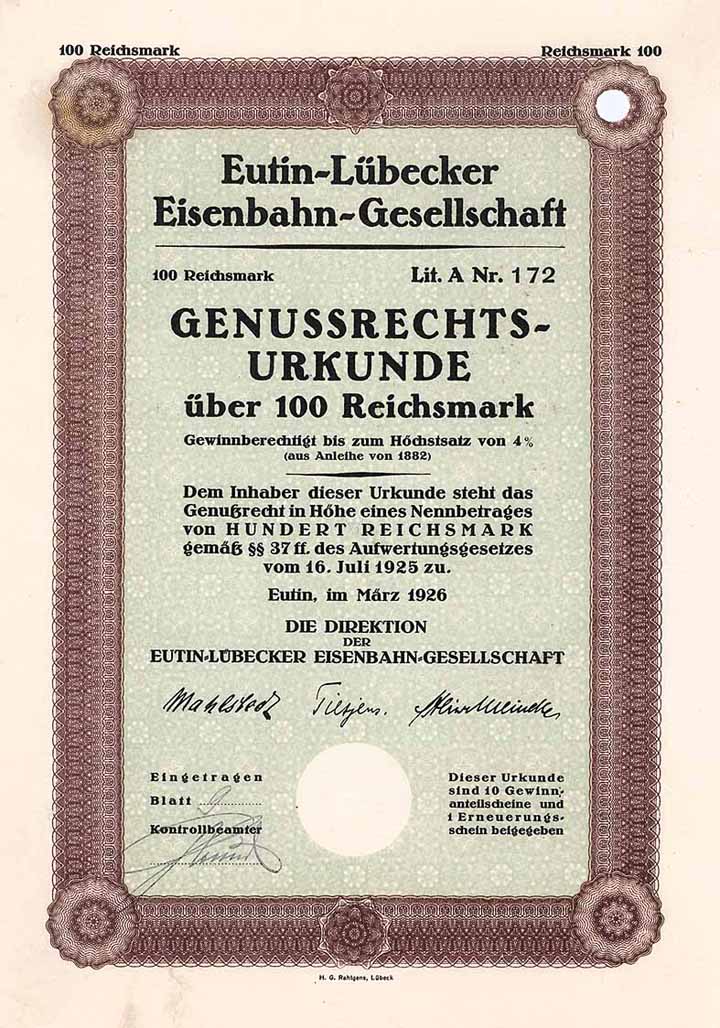 100 Reichsmark
Reichsmark 100
Eutin-Lübecker
Eisenbahn-Gesellschaft
100 Reichsmark
Lit. A Nr. 172
GENUSSRECHTS-
URKUNDE
über 100 Reichsmark
Gewinnberechtigt bis zum Höchstsatz von 4%
(aus Anleihe von 1882)
Dem Inhaber dieser Urkunde steht das
Genußrecht in Höhe eines Nennbetrages
von HUNDERT REICHSMARK
gemäß §§ 37 ff. des Aufwertungsgesetzes
vom 16. Juli 1925 zu.
Eutin, im März 1926
DIE DIREKTION
DER
EUTIN-LÜBECKER EISENBAHN-GESELLSCHAFT
Mahlstedt Tietjens.
Eingetragen
Blatt
Kontrollbeamter
Dieser Urkunde
sind 10 Gewinn-
anteilscheine und
1 Erneuerungs-
schein beigegeben
H. G. Rahtgens, Lübeck